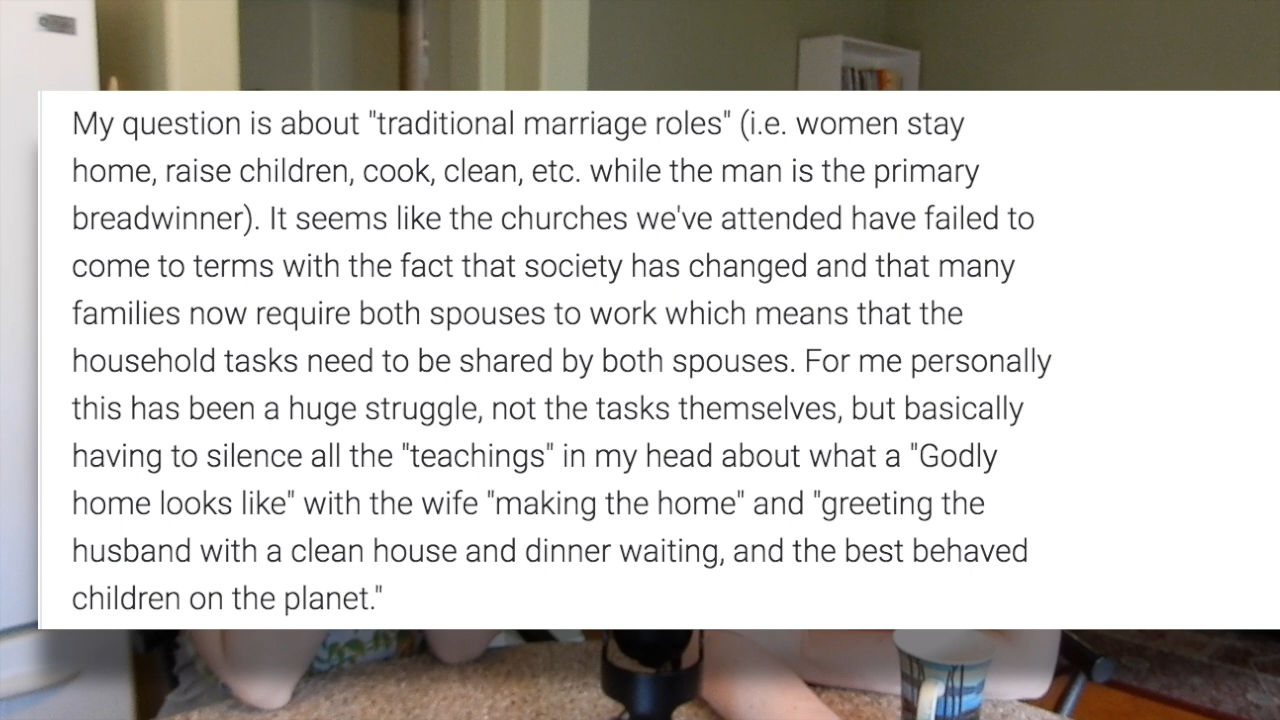 My question is about "traditional marriage roles" (i.e. women stay
home, raise children, cook, clean, etc. while the man is the primary
breadwinner). It seems like the churches we've attended have failed to
come to terms with the fact that society has changed and that many
families now require both spouses to work which means that the
household tasks need to be shared by both spouses. For me personally
this has been a huge struggle, not the tasks themselves, but basically
having to silence all the "teachings" in my head about what a "Godly
home looks like" with the wife "making the home" and "greeting the
husband with a clean house and dinner waiting, and the best behaved
children on the planet."